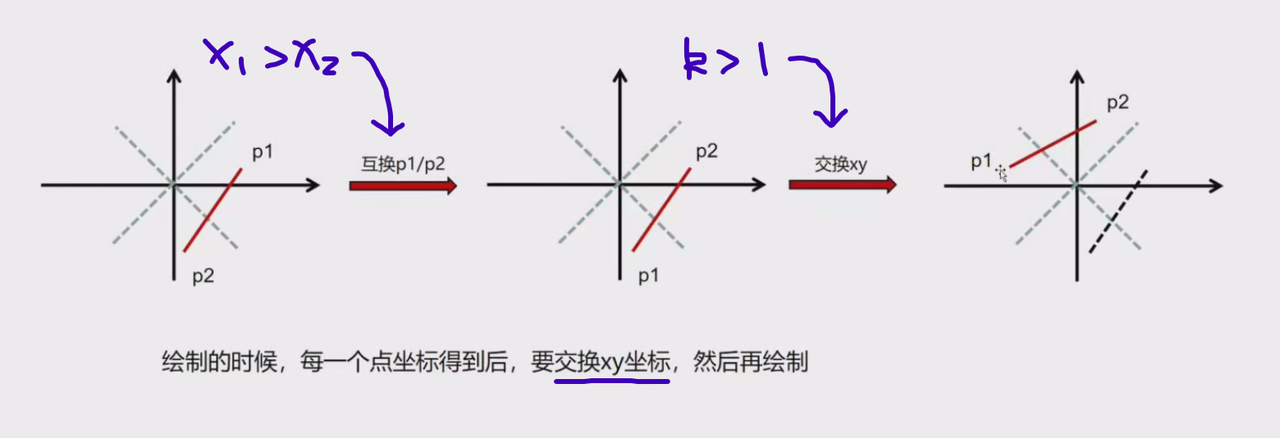 x₁ > x₂
k > 1
p1
互换p1/p2
p2
p2
交换xy
p1
p2
p1
绘制的时候，每一个点坐标得到后，要交换xy坐标，然后再绘制